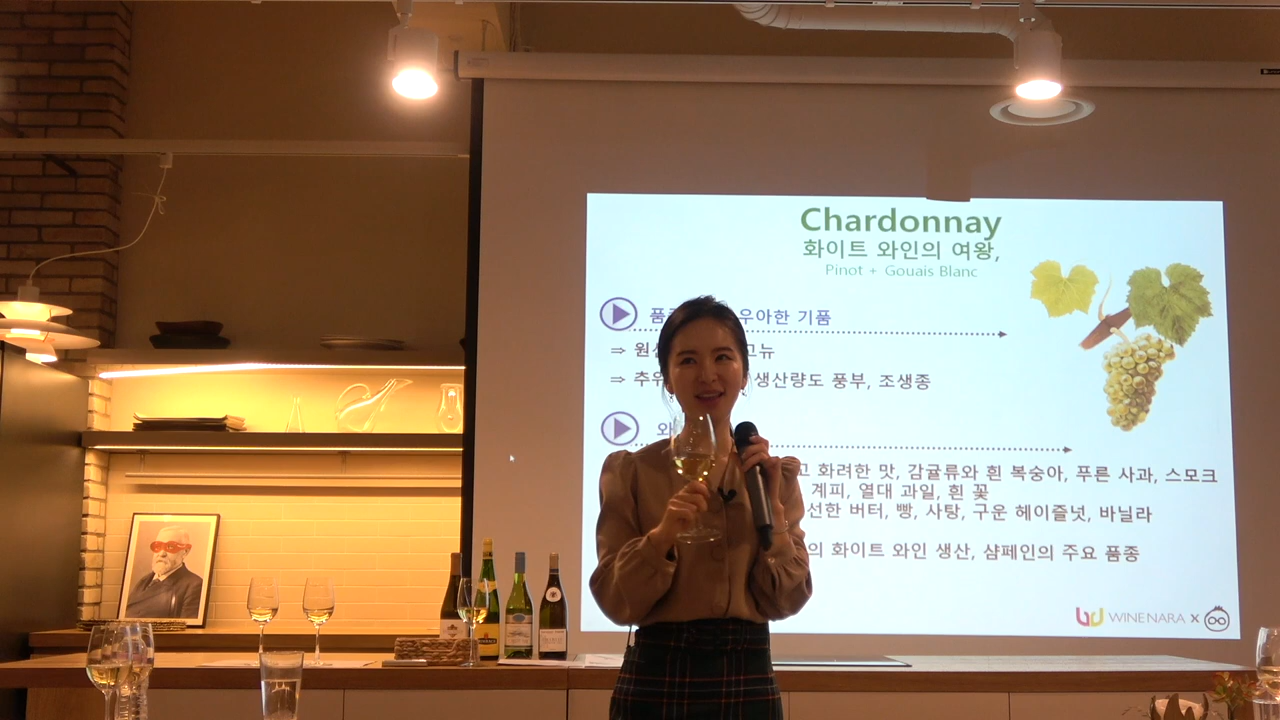 Chardonnay
화이트 와인의 여왕,
Pinot + Gouais Blanc
우아한 기품
⇒ 원산
고뉴
⇒ 추위
생산량도 풍부, 조생종
와
고 화려한 맛, 감귤류와 흰 복숭아, 푸른 사과, 스모크
계피, 열대 과일, 흰 꽃
선한 버터, 빵, 사탕, 구운 헤이즐넛, 바닐라
의 화이트 와인 생산, 샴페인의 주요 품종
WINENARA X